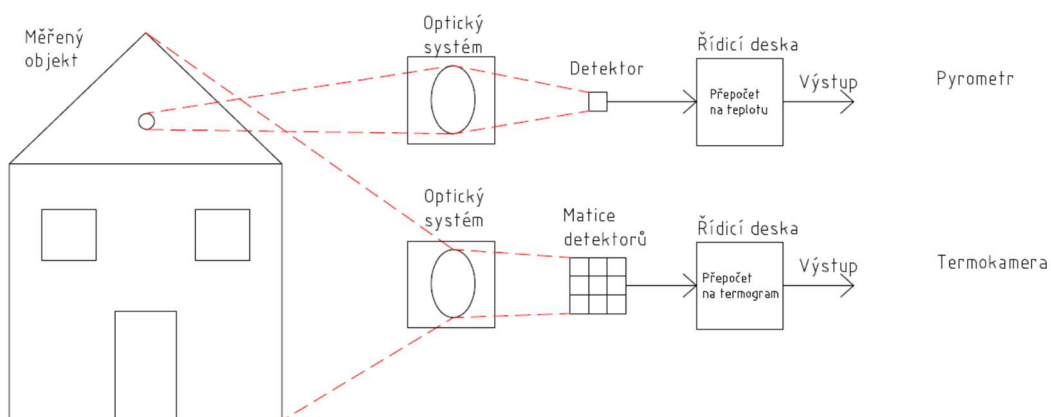 Měřený
objekt
Optický
systém
Detektor
Řídicí deska
Přepočet
na teplotu
Výstup
Pyrometr
Optický
systém
Matice
detektorů
Řídicí deska
Přepočet
na termogram
Výstup
Termokamera